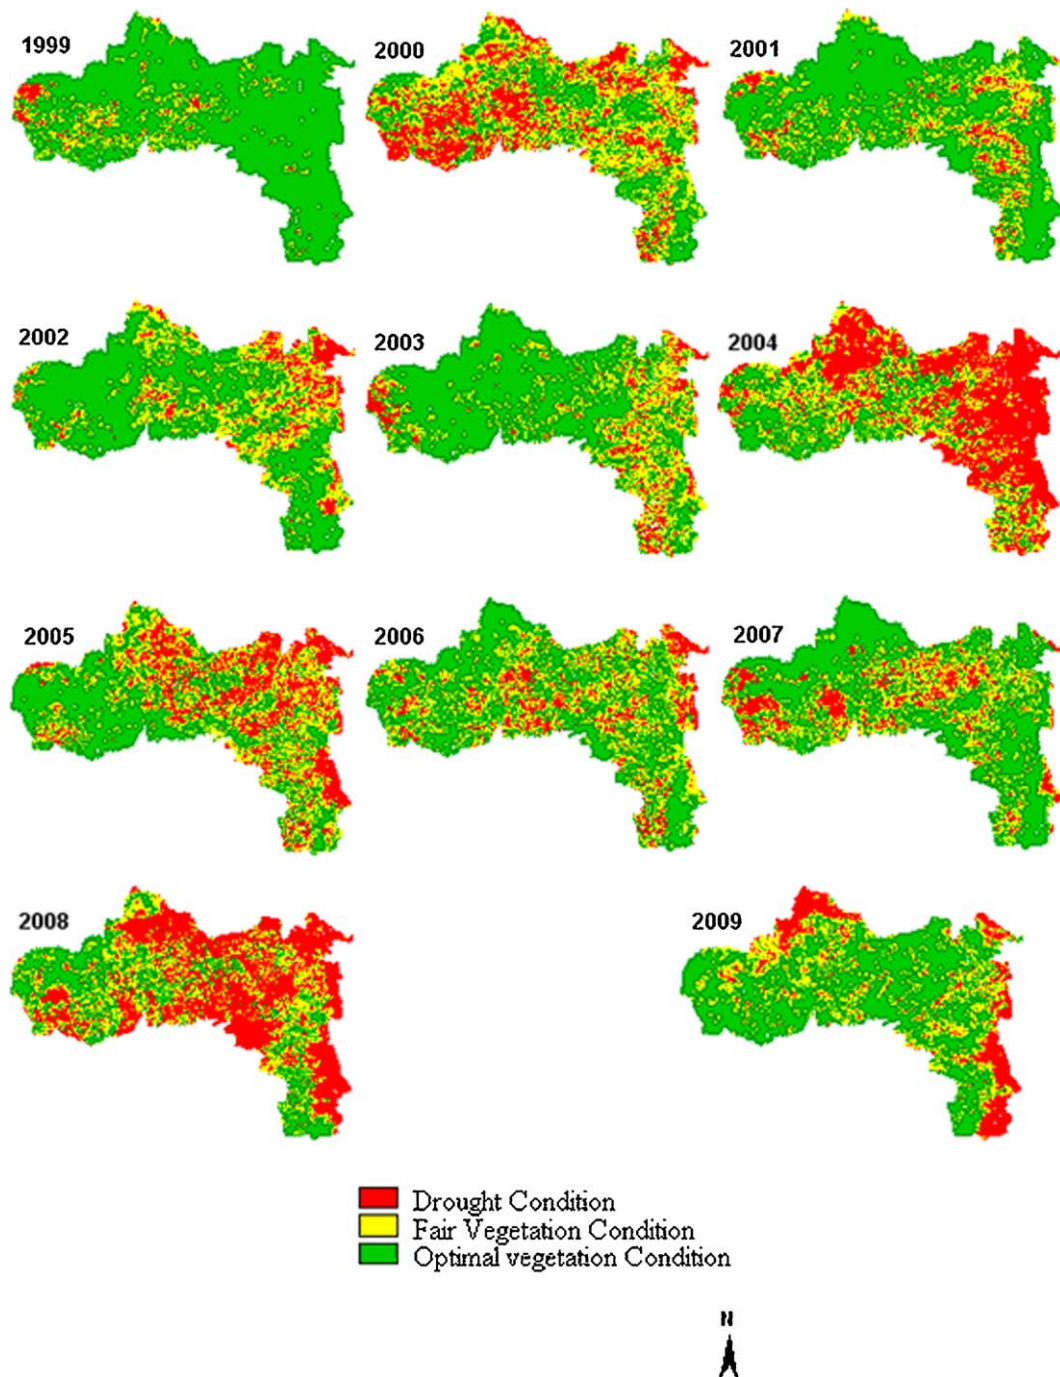 1999
2000
2001
2002
2003
2004
2005
2006
2007
2008
2009
Drought Condition
Fair Vegetation Condition
Optimal vegetation Condition
N